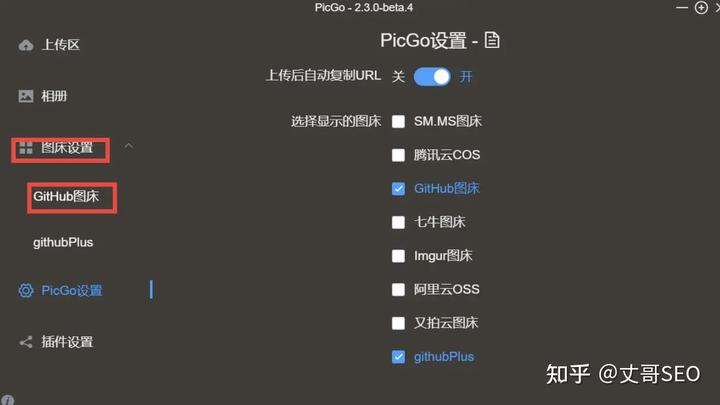 PicGo - 2.3.0-beta.4
上传区
相册
图床设置
GitHub图床
githubPlus
PicGo设置
插件设置
PicGo设置 -
上传后自动复制URL 关 开
选择显示的图床
SM.MS图床
腾讯云COS
GitHub图床
七牛图床
Imgur图床
阿里云OSS
又拍云图床
githubPlus
知乎 @丈哥SEO